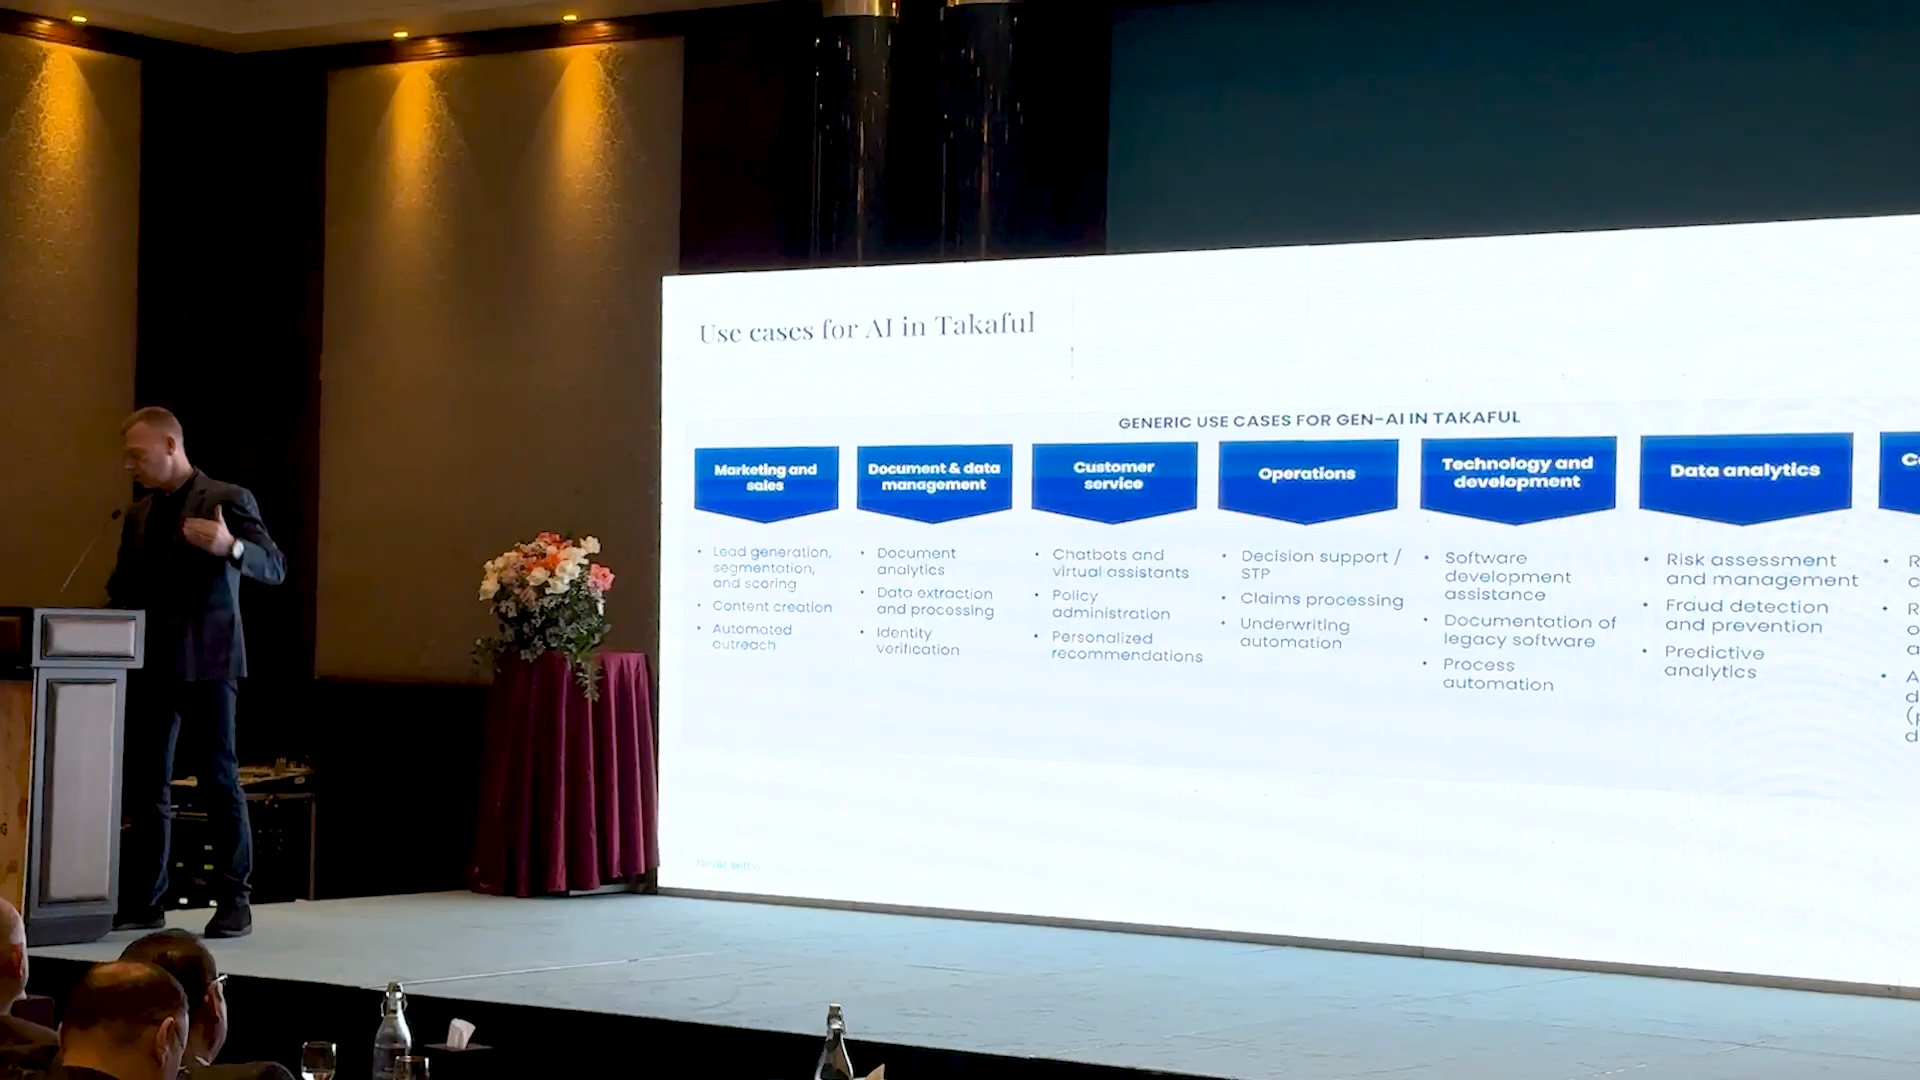 Use cases for AI in Takaful
GENERIC USE CASES FOR GEN-AI IN TAKAFUL
Marketing and
sales
• Lead generation,
segmentation,
and scoring
• Content creation
• Automated
outreach
Document & data
management
• Document
analytics
• Data extraction
and processing
• Identity
verification
Customer
service
• Chatbots and
virtual assistants
• Policy
administration
• Personalized
recommendations
Operations
• Decision support /
STP
• Claims processing
• Underwriting
automation
Technology and
development
• Software
development
assistance
• Documentation of
legacy software
• Process
automation
Data analytics
• Risk assessment
and management
• Fraud detection
and prevention
• Predictive
analytics